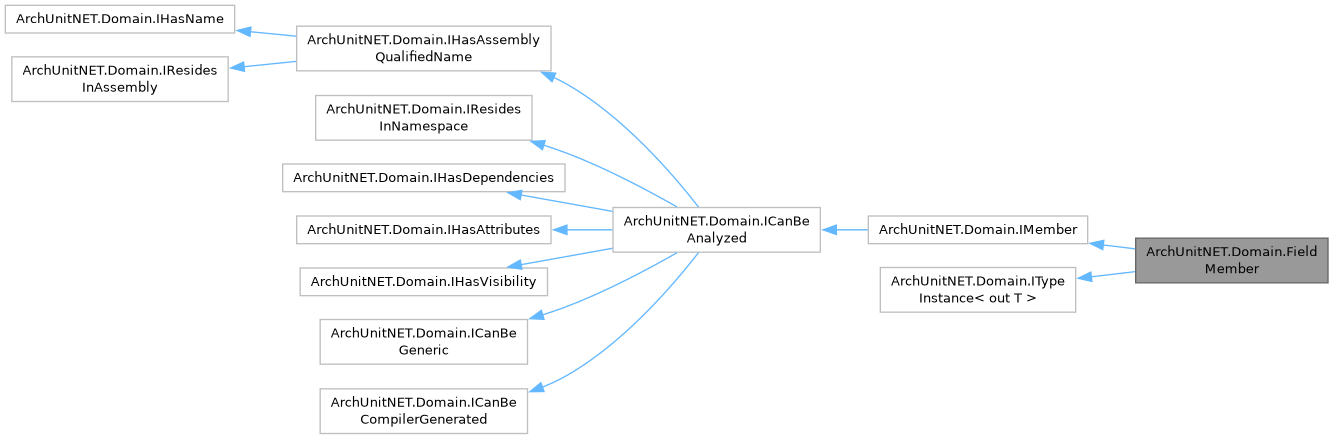 ArchUnitNET.Domain.IHasName
ArchUnitNET.Domain.IResides
InAssembly
ArchUnitNET.Domain.IHasAssembly
QualifiedName
ArchUnitNET.Domain.IResides
InNamespace
ArchUnitNET.Domain.IHasDependencies
ArchUnitNET.Domain.IHasAttributes
ArchUnitNET.Domain.IHasVisibility
ArchUnitNET.Domain.ICanBe
Generic
ArchUnitNET.Domain.ICanBe
CompilerGenerated
ArchUnitNET.Domain.ICanBe
Analyzed
ArchUnitNET.Domain.IMember
ArchUnitNET.Domain.IType
Instance< out T >
ArchUnitNET.Domain.Field
Member